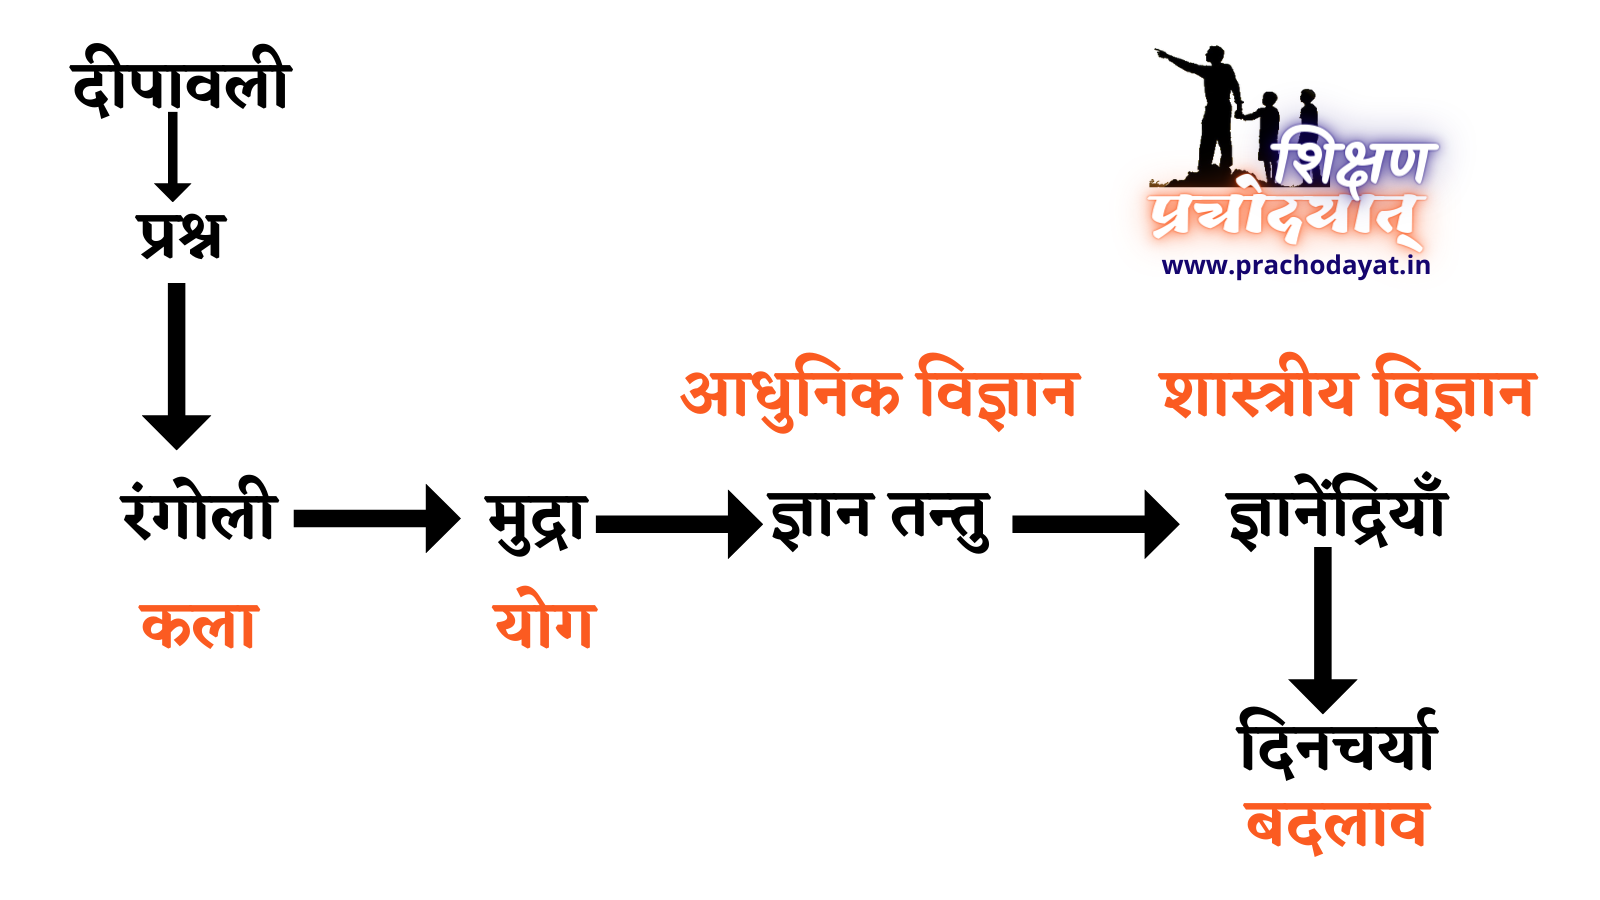 दीपावली
प्रश्न
शिक्षण
प्रचोदयात्
www.prachodayat.in
आधुनिक विज्ञान
शास्त्रीय विज्ञान
रंगोली
मुद्रा
ज्ञान तन्तु
ज्ञानेंद्रियाँ
कला
योग
दिनचर्या
बदलाव